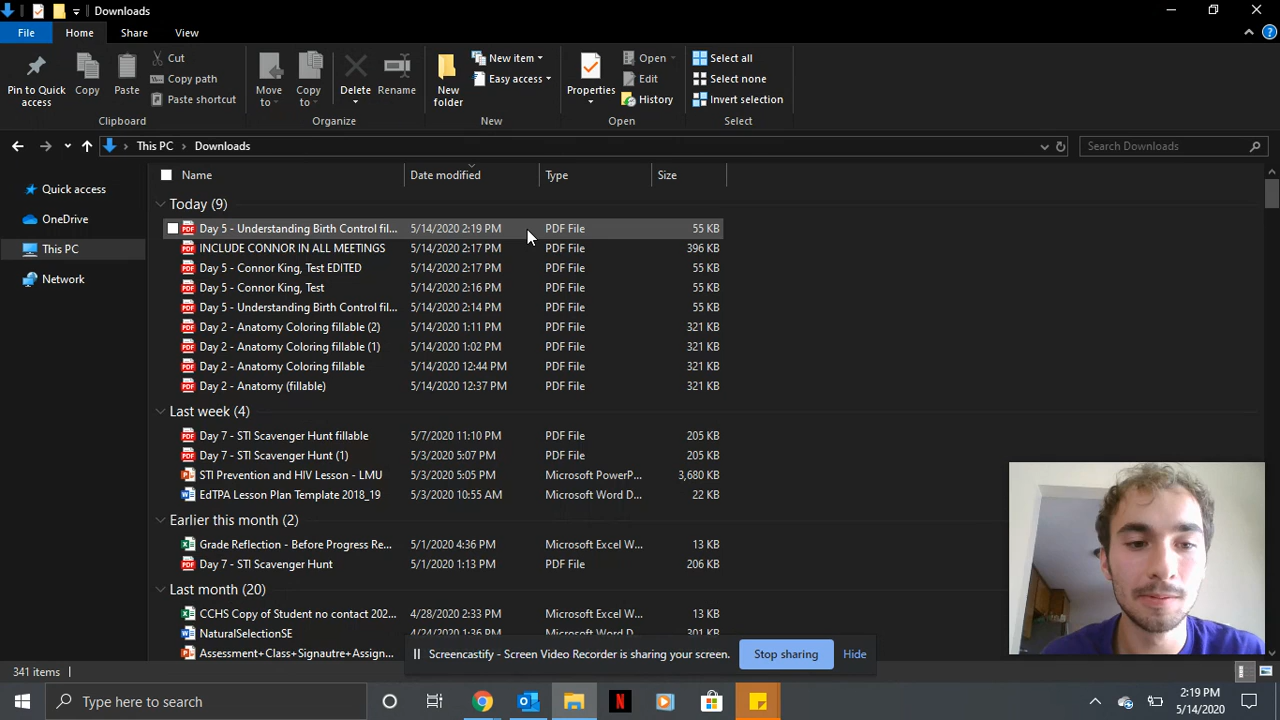 Downloads
File Home Share View
Pin to Quick access
Copy
Paste
Cut
Copy path
Paste shortcut
Clipboard
Move to
Copy to
Delete
Rename
Organize
New folder
New item
Easy access
New
Properties
Open
Edit
History
Open
Select all
Select none
Invert selection
Select
This PC > Downloads
Search Downloads
Quick access
OneDrive
This PC
Network
Name Date modified Type Size
Today (9)
Day 5 - Understanding Birth Control fil... 5/14/2020 2:19 PM PDF File 55 KB
INCLUDE CONNOR IN ALL MEETINGS 5/14/2020 2:17 PM PDF File 396 KB
Day 5 - Connor King, Test EDITED 5/14/2020 2:17 PM PDF File 55 KB
Day 5 - Connor King, Test 5/14/2020 2:16 PM PDF File 55 KB
Day 5 - Understanding Birth Control fil... 5/14/2020 2:14 PM PDF File 55 KB
Day 2 - Anatomy Coloring fillable (2) 5/14/2020 1:11 PM PDF File 321 KB
Day 2 - Anatomy Coloring fillable (1) 5/14/2020 1:02 PM PDF File 321 KB
Day 2 - Anatomy Coloring fillable 5/14/2020 12:44 PM PDF File 321 KB
Day 2 - Anatomy (fillable) 5/14/2020 12:37 PM PDF File 321 KB
Last week (4)
Day 7 - STI Scavenger Hunt fillable 5/7/2020 11:10 PM PDF File 205 KB
Day 7 - STI Scavenger Hunt (1) 5/3/2020 5:07 PM PDF File 205 KB
STI Prevention and HIV Lesson - LMU 5/3/2020 5:05 PM Microsoft PowerP... 3,680 KB
EdTPA Lesson Plan Template 2018_19 5/3/2020 10:55 AM Microsoft Word D... 22 KB
Earlier this month (2)
Grade Reflection - Before Progress Re... 5/1/2020 4:36 PM Microsoft Excel W... 13 KB
Day 7 - STI Scavenger Hunt 5/1/2020 1:13 PM PDF File 206 KB
Last month (20)
CCHS Copy of Student no contact 202... 4/28/2020 2:33 PM Microsoft Excel W... 13 KB
NaturalSelectionSE 4/24/2020 1:36 PM Microsoft Word D... 301 KB
Assessment+Class+Signautre+Assign...
Screencastify - Screen Video Recorder is sharing your screen. Stop sharing Hide
341 items
Type here to search
2:19 PM
5/14/2020